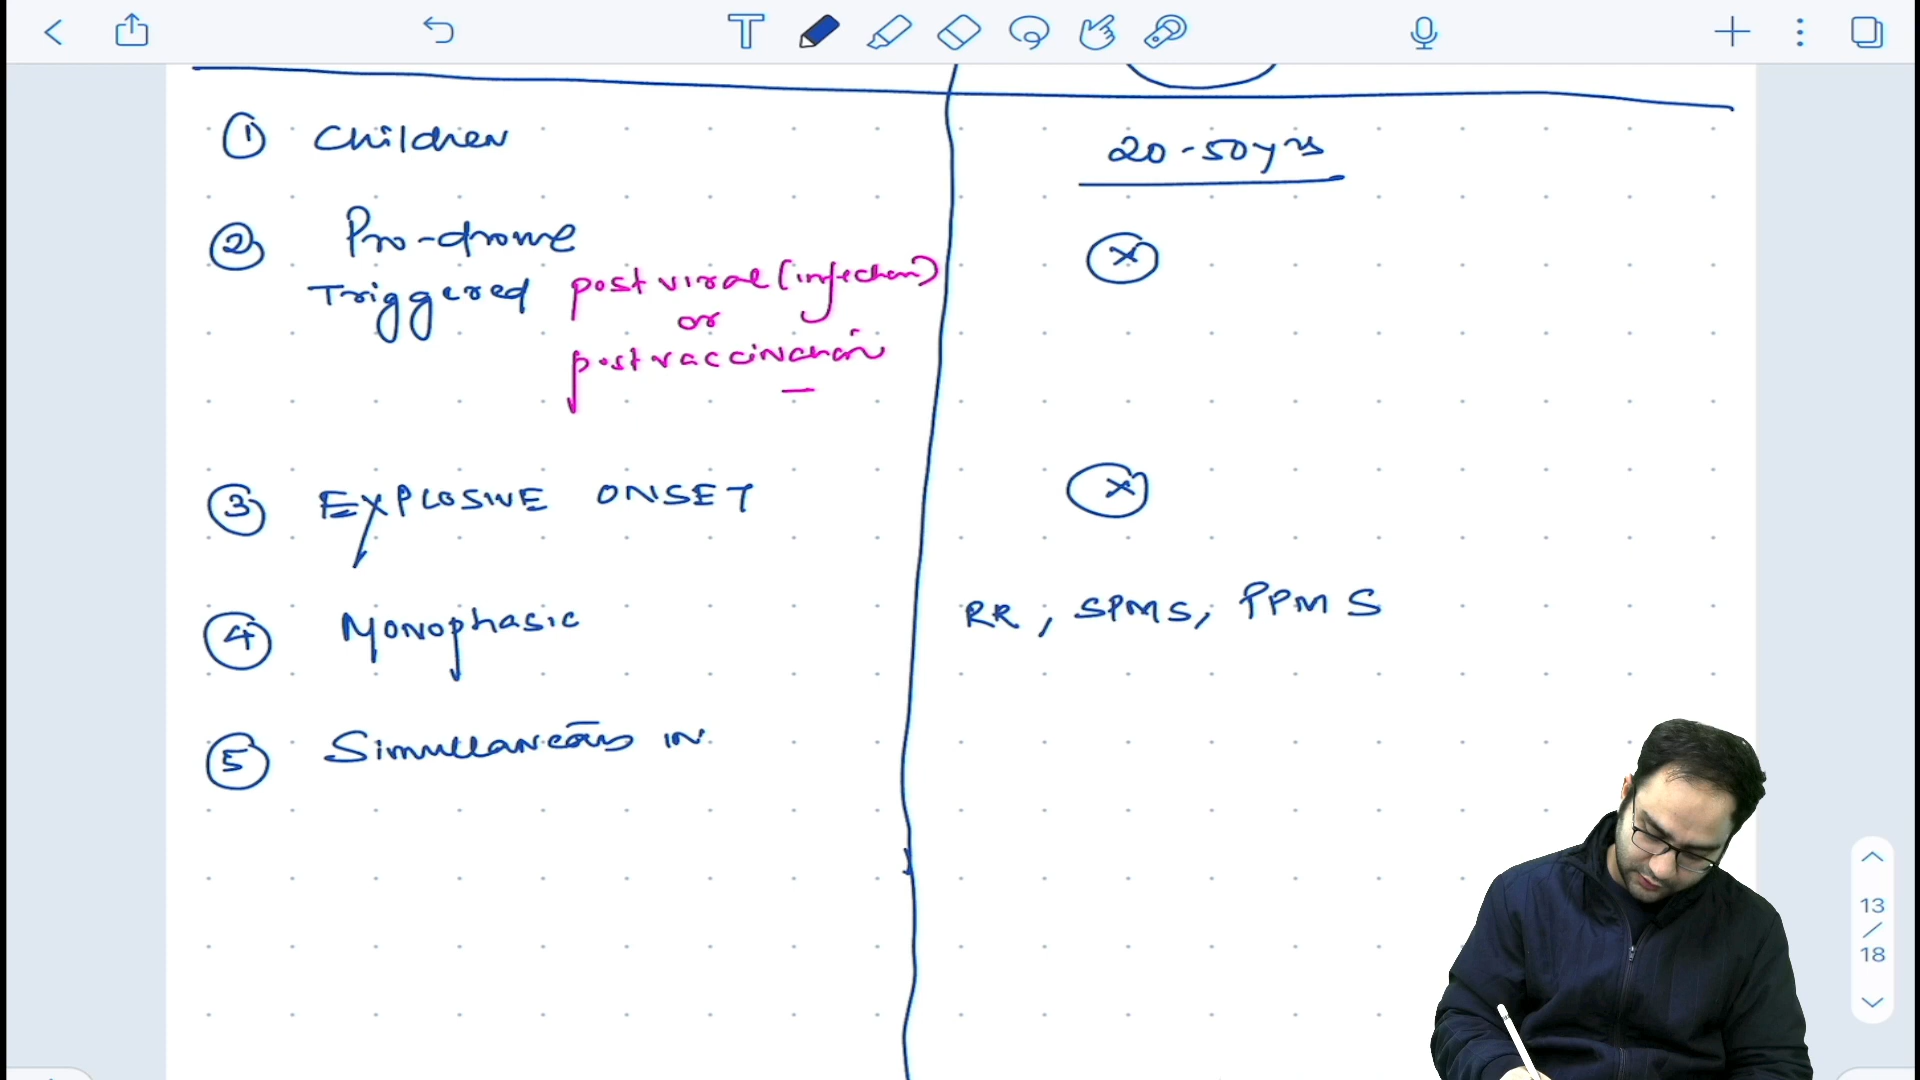 T
1 Children
20-50yrs
2 Pro-drome
x
Triggered post viral (infection)
or
post vaccination
3 EXPLOSIVE ONSET
x
4 Monophasic
RR, SPMS, PPMS
5 Simultaneous in
13
/
18